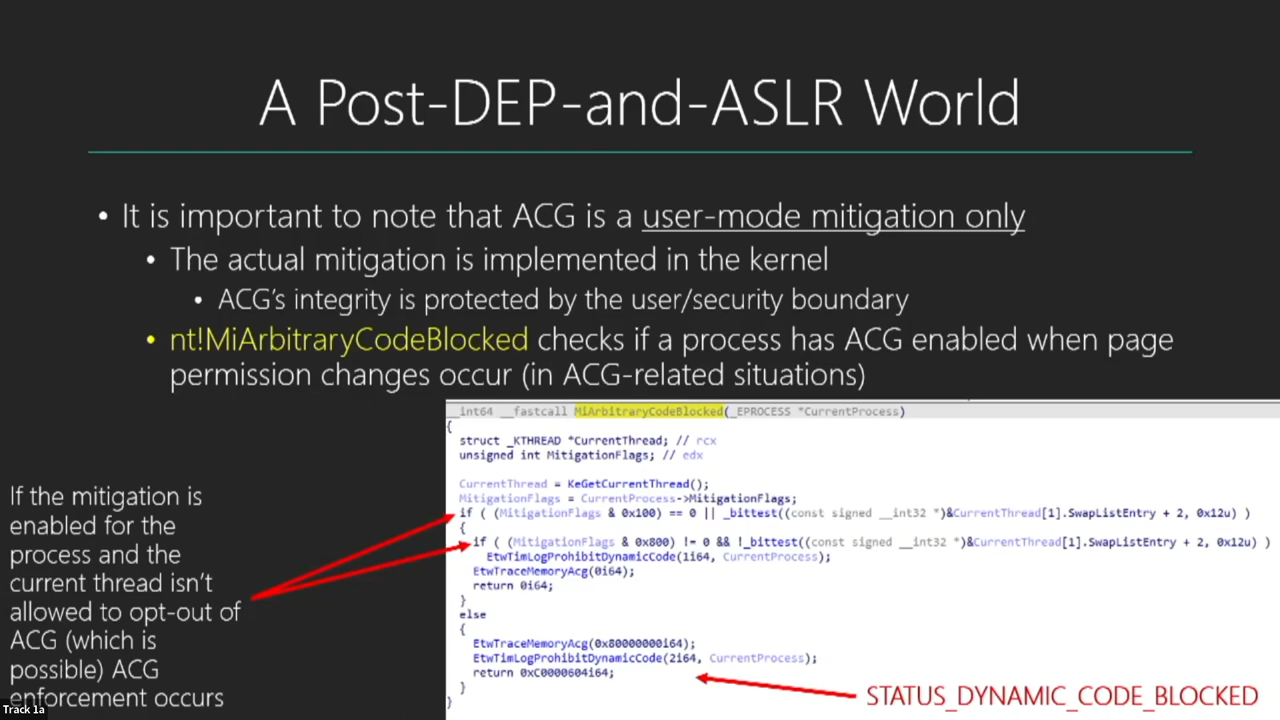 A Post-DEP-and-ASLR World
• It is important to note that ACG is a user-mode mitigation only
• The actual mitigation is implemented in the kernel
• ACG's integrity is protected by the user/security boundary
• nt!MiArbitraryCodeBlocked checks if a process has ACG enabled when page
permission changes occur (in ACG-related situations)
__int64 __fastcall MiArbitraryCodeBlocked(_EPROCESS *CurrentProcess)
{
struct _KTHREAD *CurrentThread; // rcx
unsigned int MitigationFlags; // edx
CurrentThread = KeGetCurrentThread();
MitigationFlags = CurrentProcess->MitigationFlags;
if ( (MitigationFlags & 0x100) == 0 || _bittest((const signed __int32 *)&CurrentThread[1].SwapListEntry + 2, 0x12u) )
{
if ( (MitigationFlags & 0x800) != 0 && !_bittest((const signed __int32 *)&CurrentThread[1].SwapListEntry + 2, 0x12u) )
EtwTimLogProhibitDynamicCode(1i64, CurrentProcess);
EtwTraceMemoryAcg(0i64);
return 0i64;
}
else
{
EtwTraceMemoryAcg(0x80000000i64);
EtwTimLogProhibitDynamicCode(2i64, CurrentProcess);
return 0xC0000604i64;
}
}
If the mitigation is
enabled for the
process and the
current thread isn't
allowed to opt-out of
ACG (which is
possible) ACG
enforcement occurs
STATUS_DYNAMIC_CODE_BLOCKED
Track 1a